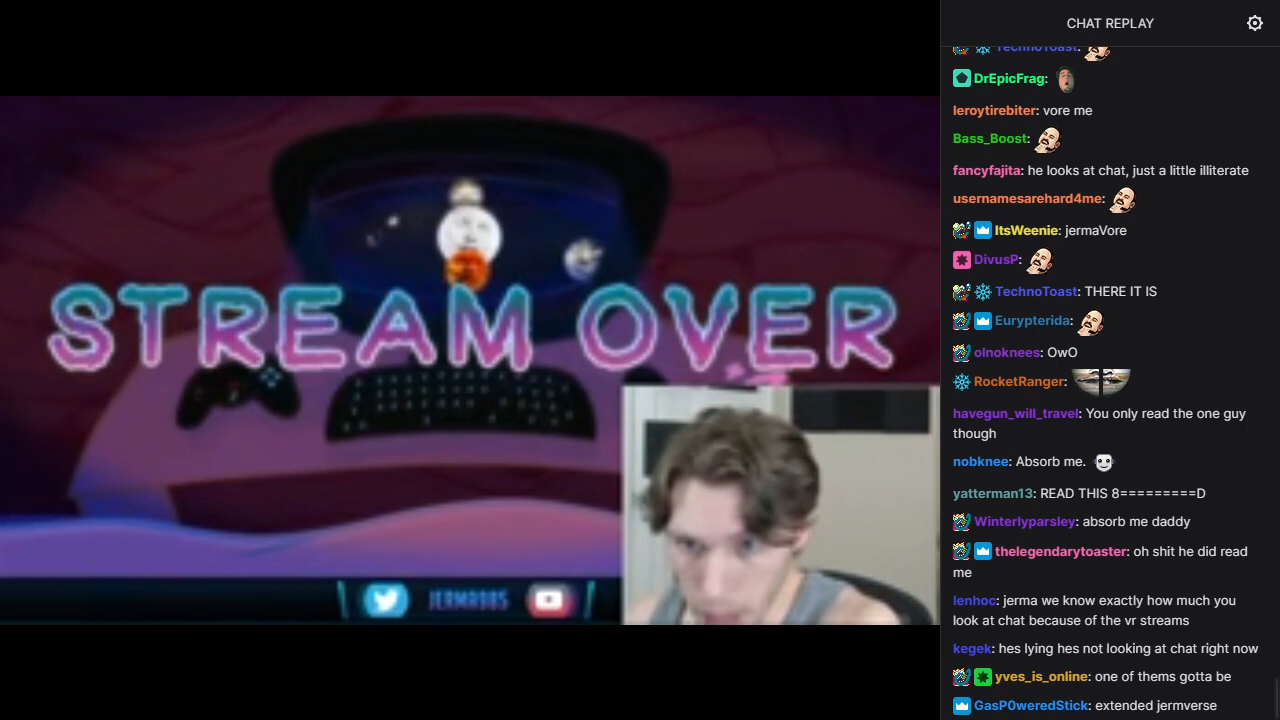 STREAM OVER
JERMA985
CHAT REPLAY
TechnoToast:
DrEpicFrag:
leroytirebiter: vore me
Bass_Boost:
fancyfajita: he looks at chat, just a little illiterate
usernamesarehard4me:
ItsWeenie: jermaVore
DivusP:
TechnoToast: THERE IT IS
Eurypterida:
olnoknees: OwO
RocketRanger:
havegun_will_travel: You only read the one guy
though
nobknee: Absorb me.
yatterman13: READ THIS 8=========D
Winterlyparsley: absorb me daddy
thelegendarytoaster: oh shit he did read
me
lenhoc: jerma we know exactly how much you
look at chat because of the vr streams
kegek: hes lying hes not looking at chat right now
yves_is_online: one of thems gotta be
GasP0weredStick: extended jermverse